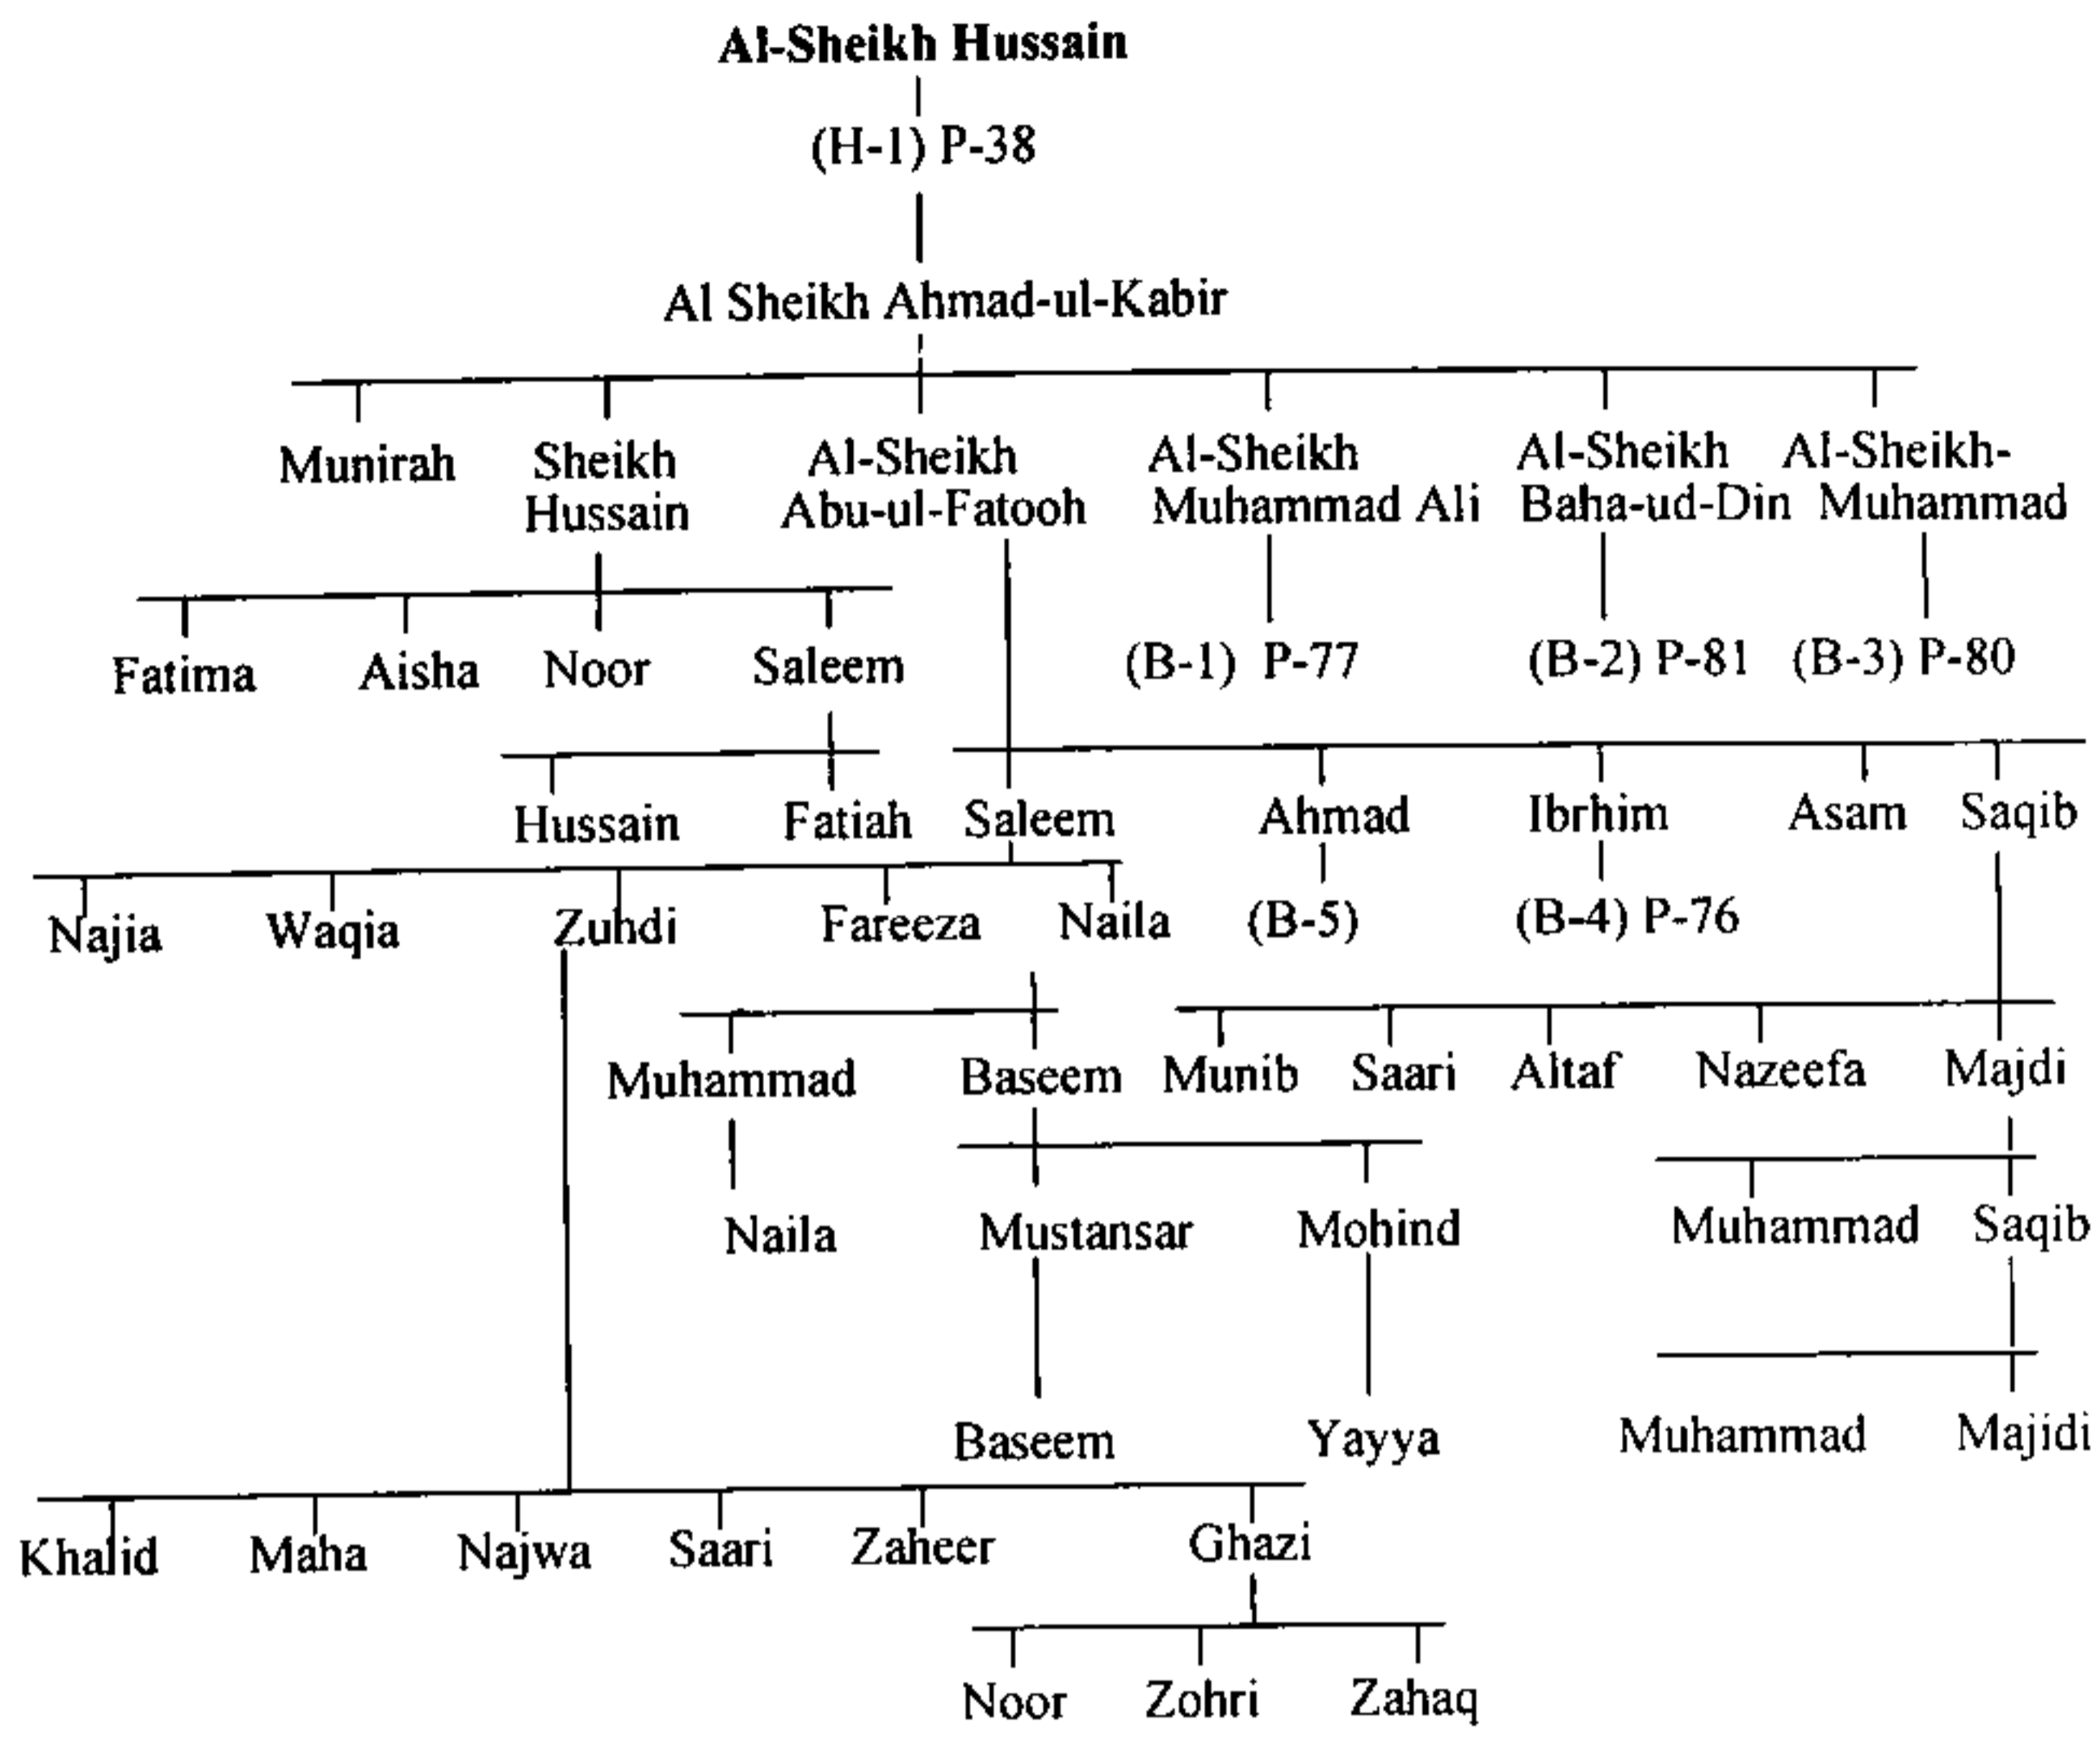 Al-Sheikh Hussain
(H-1) P-38
Al Sheikh Ahmad-ul-Kabir
Munirah Sheikh Al-Sheikh Al-Sheikh Al-Sheikh Al-Sheikh-
Hussain Abu-ul-Fatooh Muhammad Ali Baha-ud-Din Muhammad
Fatima Aisha Noor Saleem (B-1) P-77 (B-2) P-81 (B-3) P-80
Hussain Fatiah Saleem Ahmad Ibrhim Asam Saqib
Najia Waqia Zuhdi Fareeza Naila (B-5) (B-4) P-76
Muhammad Baseem Munib Saari Altaf Nazeefa Majdi
Naila Mustansar Mohind Muhammad Saqib
Baseem Yayya Muhammad Majidi
Khalid Maha Najwa Saari Zaheer Ghazi
Noor Zohri Zahaq